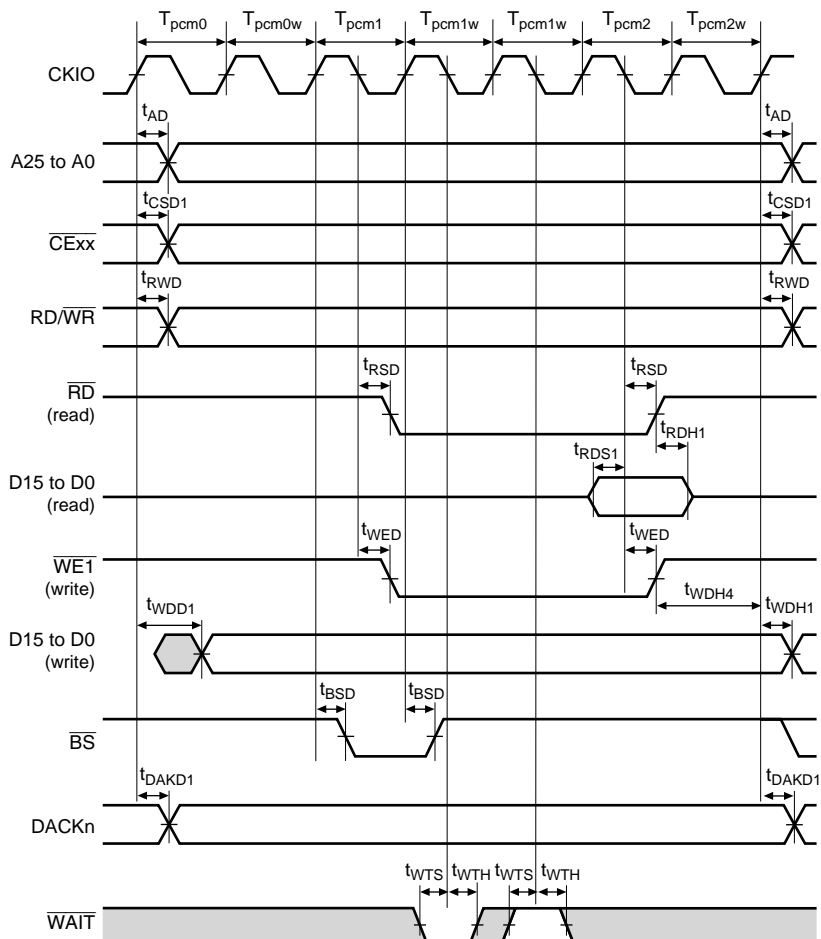 Tpcm0 Tpcm0w Tpcm1 Tpcm1w Tpcm1w Tpcm2 Tpcm2w
CKIO
tAD tAD
A25 to A0
tCSD1 tCSD1
CExx
tRWD tRWD
RD/WR
tRSD tRSD
RD
(read)
tRDH1
tRDS1
D15 to D0
(read)
tWED tWED
WE1
(write)
tWDH4
tWDD1 tWDH1
D15 to D0
(write)
tBSD tBSD
BS
tDAKD1 tDAKD1
DACKn
tWTS tWTH tWTS tWTH
WAIT